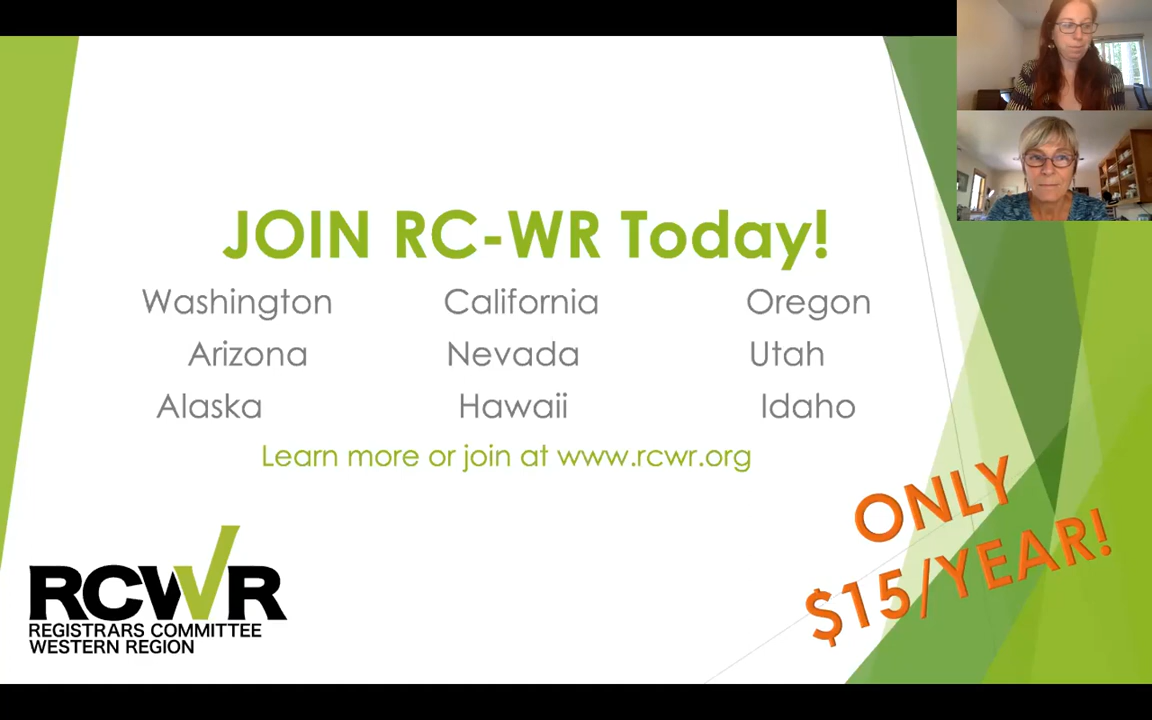 JOIN RC-WR Today!
Washington California Oregon
Arizona Nevada Utah
Alaska Hawaii Idaho
Learn more or join at www.rcwr.org
ONLY
$15/YEAR!
RCWR
REGISTRARS COMMITTEE
WESTERN REGION